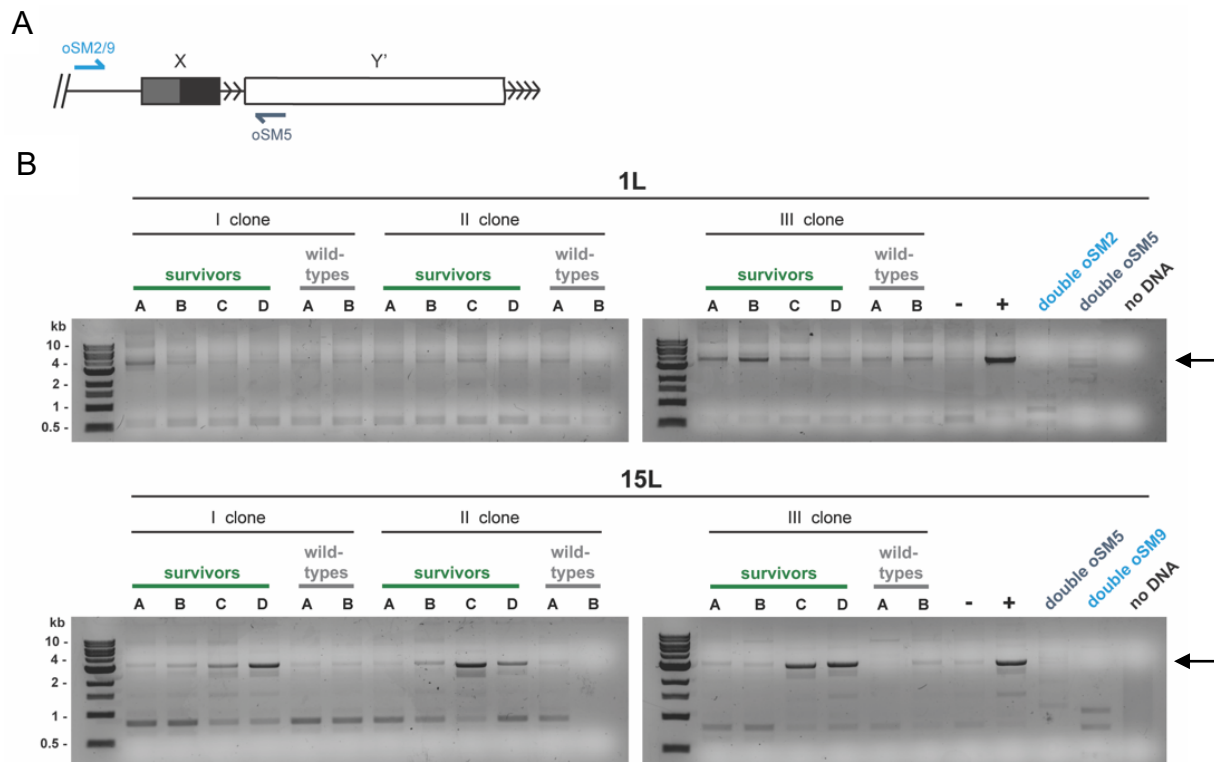 A
oSM2/9
X
Y'
oSM5
B
1L
I clone
II clone
III clone
survivors
wild-types
survivors
wild-types
survivors
wild-types
double oSM2
double oSM5
no DNA
A B C D A B A B C D A B A B C D A B - +
kb
10 -
4 -
2 -
1 -
0.5 -
15L
I clone
II clone
III clone
survivors
wild-types
survivors
wild-types
survivors
wild-types
double oSM5
double oSM9
no DNA
A B C D A B A B C D A B A B C D A B - +
kb
10 -
4 -
2 -
1 -
0.5 -